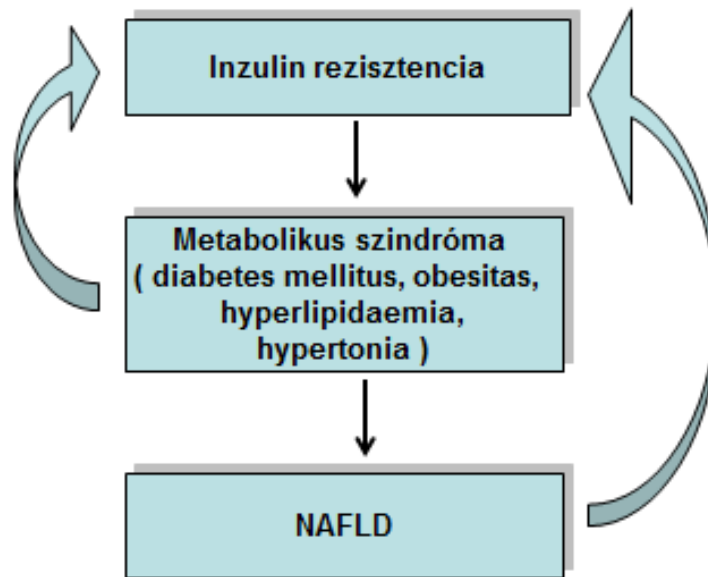 Inzulin rezisztencia
Metabolikus szindróma
( diabetes mellitus, obesitas,
hyperlipidaemia,
hypertonia )
NAFLD